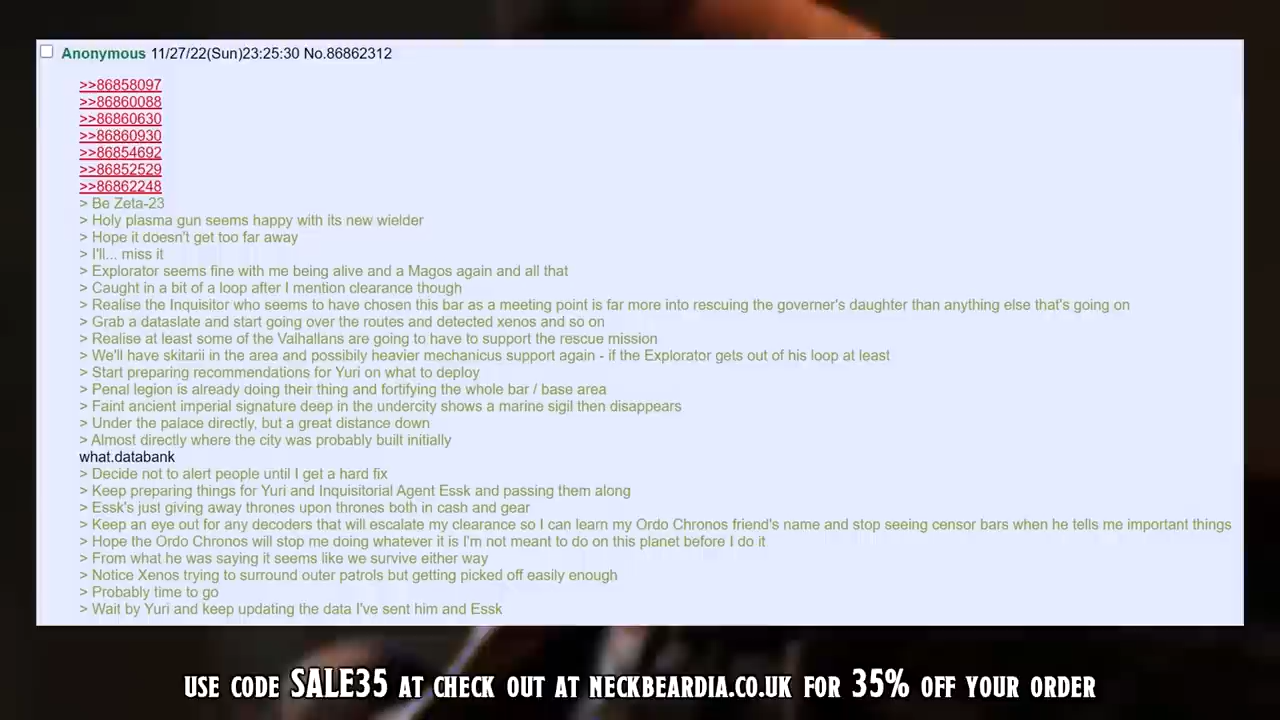 Anonymous 11/27/22(Sun)23:25:30 No.86862312
>>86858097
>>86860088
>>86860630
>>86860930
>>86854692
>>86852529
>>86862248
> Be Zeta-23
> Holy plasma gun seems happy with its new wielder
> Hope it doesn't get too far away
> I'll... miss it
> Explorator seems fine with me being alive and a Magos again and all that
> Caught in a bit of a loop after I mention clearance though
> Realise the Inquisitor who seems to have chosen this bar as a meeting point is far more into rescuing the governer's daughter than anything else that's going on
> Grab a dataslate and start going over the routes and detected xenos and so on
> Realise at least some of the Valhallans are going to have to support the rescue mission
> We'll have skitarii in the area and possibily heavier mechanicus support again - if the Explorator gets out of his loop at least
> Start preparing recommendations for Yuri on what to deploy
> Penal legion is already doing their thing and fortifying the whole bar / base area
> Faint ancient imperial signature deep in the undercity shows a marine sigil then disappears
> Under the palace directly, but a great distance down
> Almost directly where the city was probably built initially
what.databank
> Decide not to alert people until I get a hard fix
> Keep preparing things for Yuri and Inquisitorial Agent Essk and passing them along
> Essk's just giving away thrones upon thrones both in cash and gear
> Keep an eye out for any decoders that will escalate my clearance so I can learn my Ordo Chronos friend's name and stop seeing censor bars when he tells me important things
> Hope the Ordo Chronos will stop me doing whatever it is I'm not meant to do on this planet before I do it
> From what he was saying it seems like we survive either way
> Notice Xenos trying to surround outer patrols but getting picked off easily enough
> Probably time to go
> Wait by Yuri and keep updating the data I've sent him and Essk
USE CODE SALE35 AT CHECK OUT AT NECKBEARDIA.CO.UK FOR 35% OFF YOUR ORDER